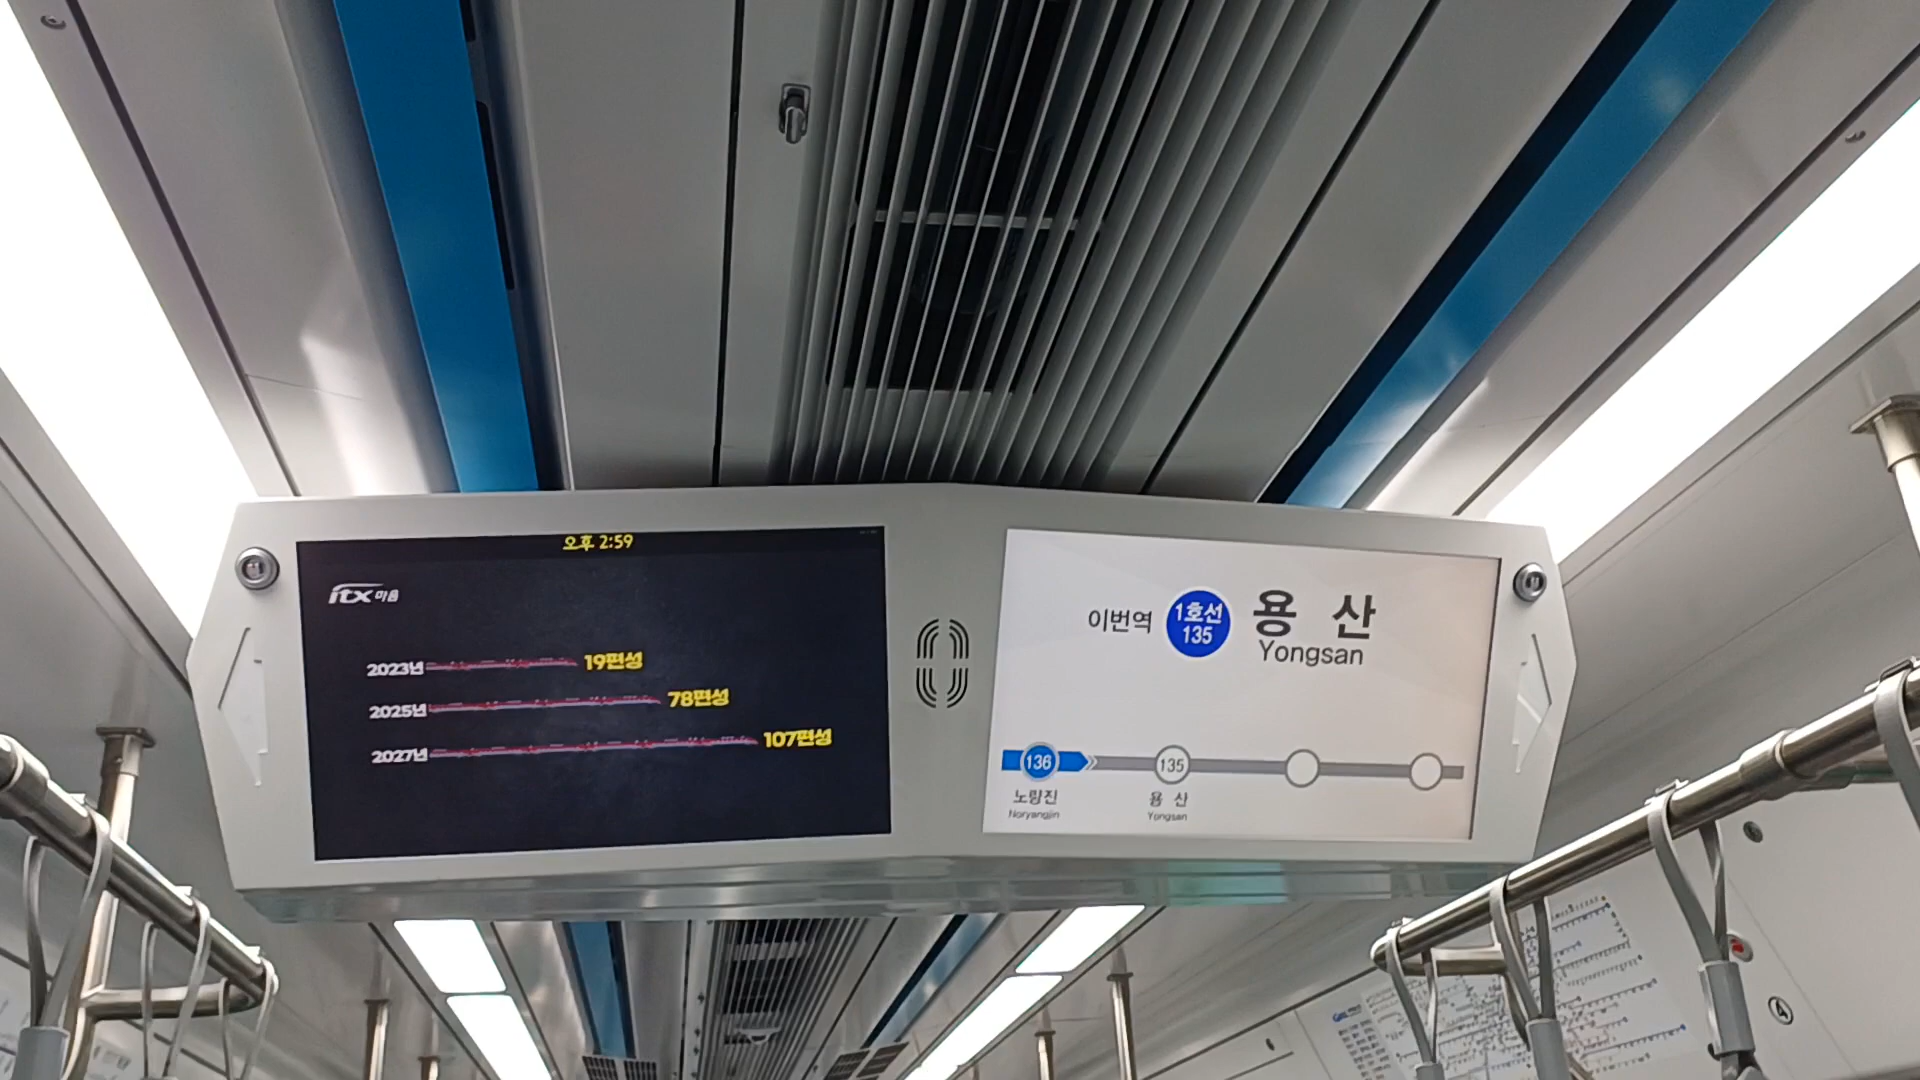 오후 2:59
itx 마음
2023년 19편성
2025년 78편성
2027년 107편성
이번역 1호선 135 용 산
Yongsan
136 135
노량진 용 산
Noryangjin Yongsan